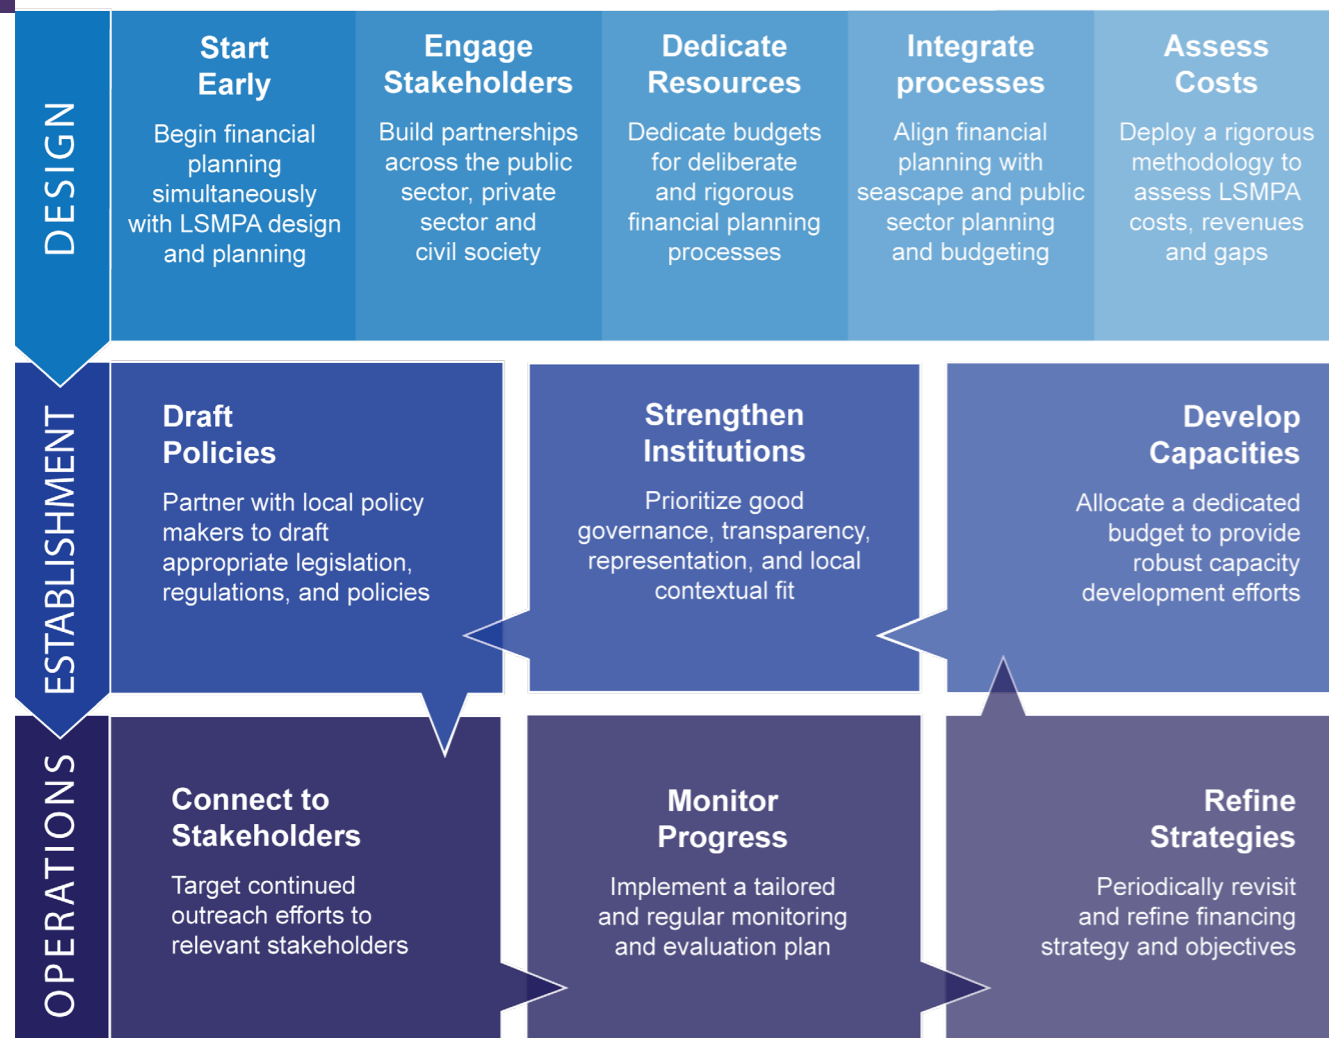 DESIGN
Start
Early
Begin financial
planning
simultaneously
with LSMPA design
and planning
Engage
Stakeholders
Build partnerships
across the public
sector, private
sector and
civil society
Dedicate
Resources
Dedicate budgets
for deliberate
and rigorous
financial planning
processes
Integrate
processes
Align financial
planning with
seascape and public
sector planning
and budgeting
Assess
Costs
Deploy a rigorous
methodology to
assess LSMPA
costs, revenues
and gaps
ESTABLISHMENT
Draft
Policies
Partner with local policy
makers to draft
appropriate legislation,
regulations, and policies
Strengthen
Institutions
Prioritize good
governance, transparency,
representation, and local
contextual fit
Develop
Capacities
Allocate a dedicated
budget to provide
robust capacity
development efforts
OPERATIONS
Connect to
Stakeholders
Target continued
outreach efforts to
relevant stakeholders
Monitor
Progress
Implement a tailored
and regular monitoring
and evaluation plan
Refine
Strategies
Periodically revisit
and refine financing
strategy and objectives